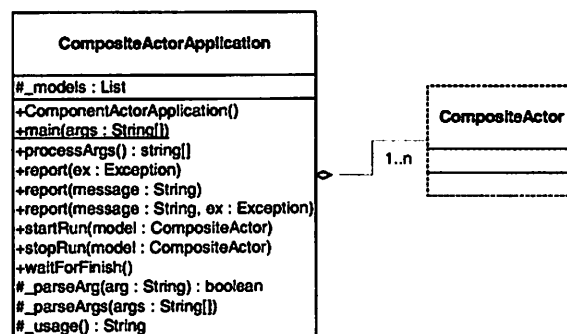 CompositeActorApplication
#_models : List
+ComponentActorApplication()
+main(args : String[])
+processArgs() : string[]
+report(ex : Exception)
+report(message : String)
+report(message : String, ex : Exception)
+startRun(model : CompositeActor)
+stopRun(model : CompositeActor)
+waitForFinish()
#_parseArg(arg : String) : boolean
#_parseArgs(args : String[])
#_usage() : String
1..n
CompositeActor